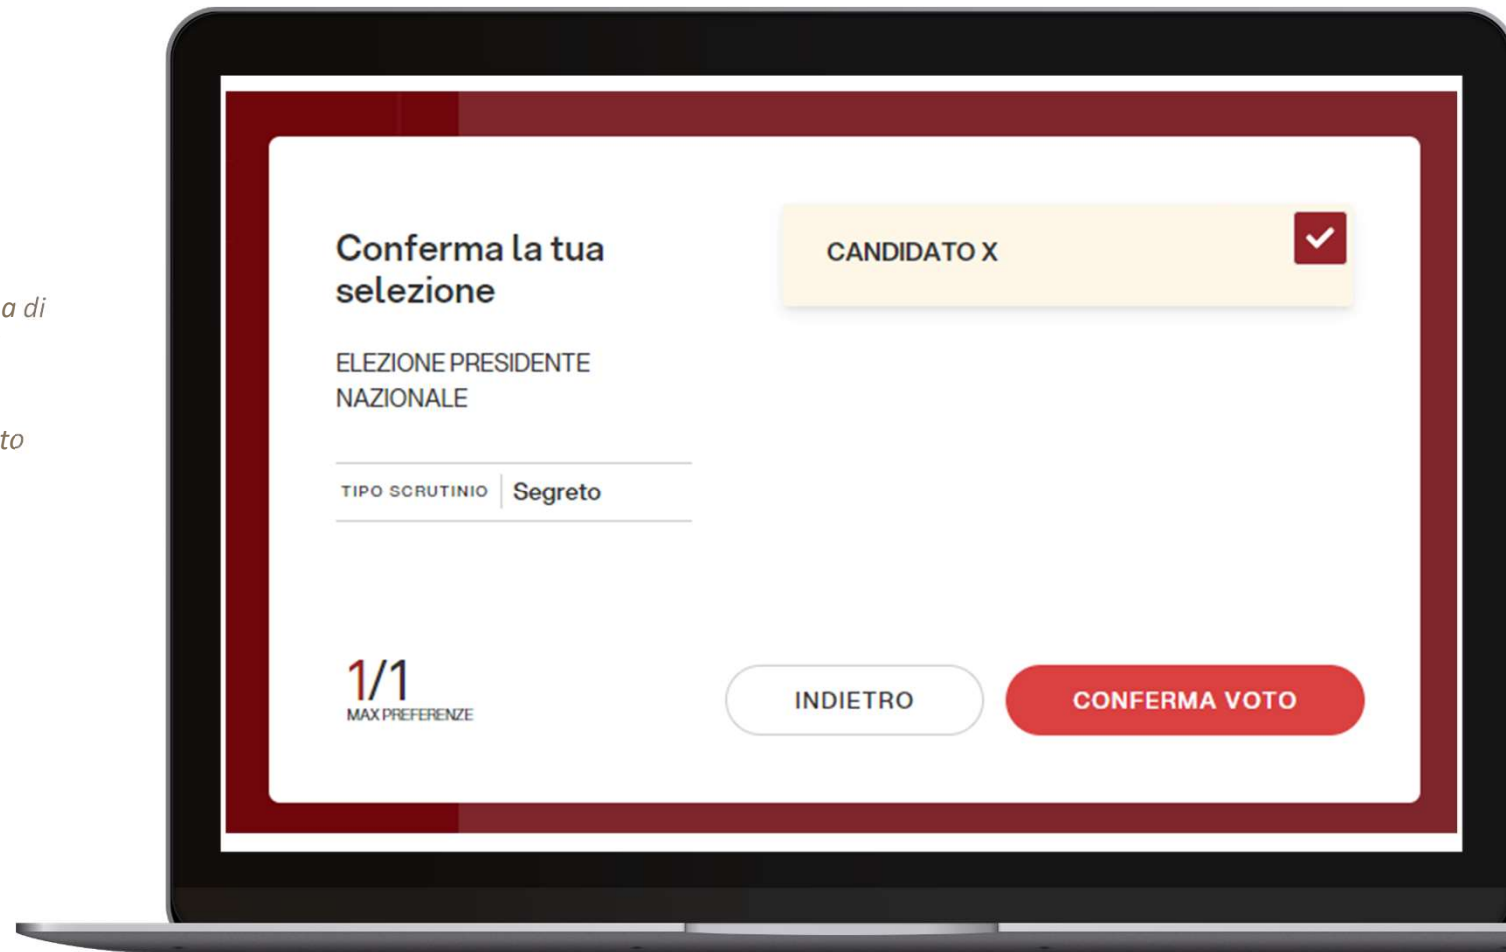 a di
to
Conferma la tua
selezione
ELEZIONE PRESIDENTE
NAZIONALE
TIPO SCRUTINIO Segreto
1/1
MAX PREFERENZE
CANDIDATO X
INDIETRO
CONFERMA VOTO